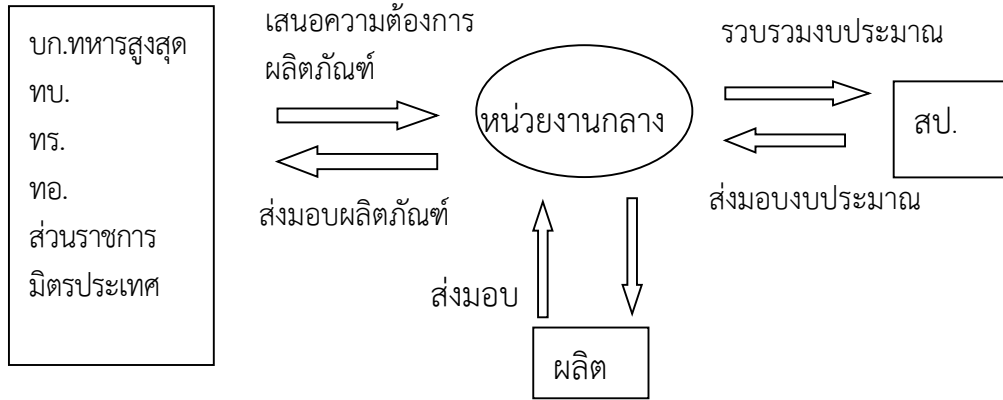 บก.ทหารสูงสุด
ทบ.
ทร.
ทอ.
ส่วนราชการ
มิตรประเทศ
เสนอความต้องการ
ผลิตภัณฑ์
ส่งมอบผลิตภัณฑ์
หน่วยงานกลาง
รวบรวมงบประมาณ
ส่งมอบงบประมาณ
สป.
ส่งมอบ
ผลิต